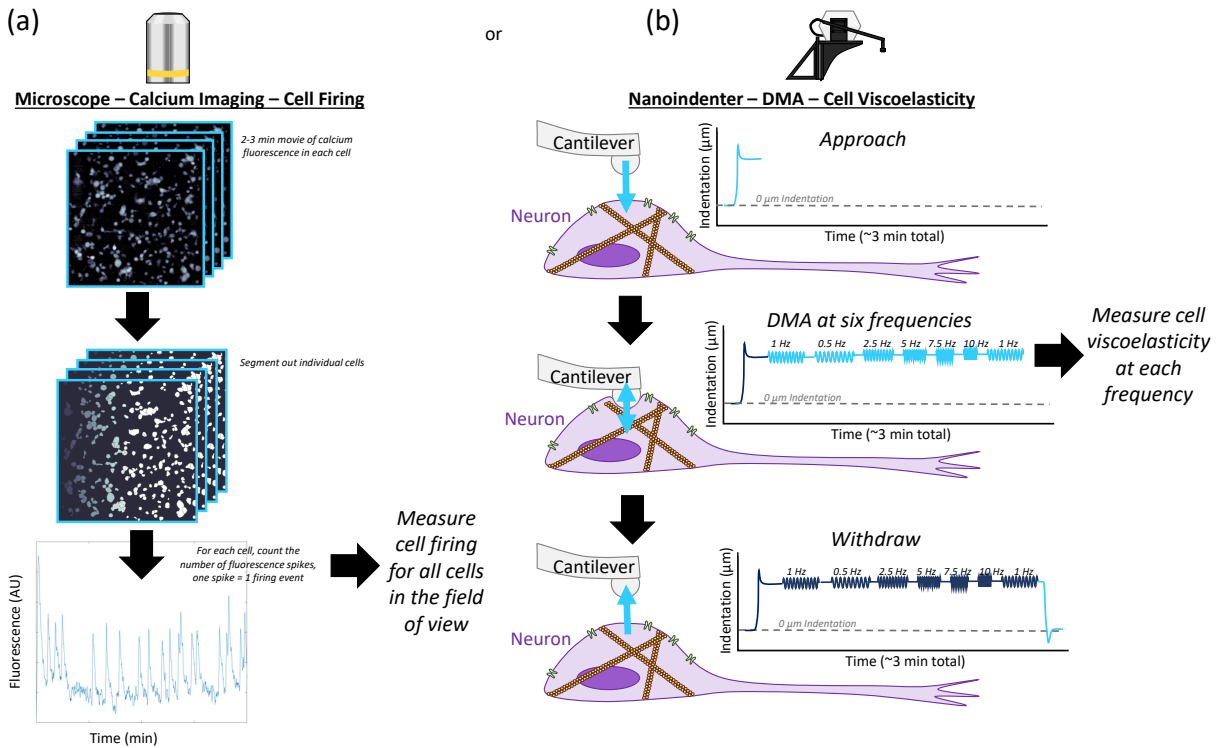 (a)
Microscope – Calcium Imaging – Cell Firing
2-3 min movie of calcium
fluorescence in each cell
Segment out individual cells
For each cell, count the
number of fluorescence spikes,
one spike = 1 firing event
Fluorescence (AU)
Time (min)
Measure
cell firing
for all cells
in the field
of view
or
(b)
Nanoindenter – DMA – Cell Viscoelasticity
Cantilever
Neuron
Approach
Indentation (µm)
0 µm Indentation
Time (~3 min total)
Cantilever
Neuron
DMA at six frequencies
1 Hz 0.5 Hz 2.5 Hz 5 Hz 7.5 Hz 10 Hz 1 Hz
Indentation (µm)
0 µm Indentation
Time (~3 min total)
Measure cell
viscoelasticity
at each
frequency
Cantilever
Neuron
Withdraw
1 Hz 0.5 Hz 2.5 Hz 5 Hz 7.5 Hz 10 Hz 1 Hz
Indentation (µm)
0 µm Indentation
Time (~3 min total)